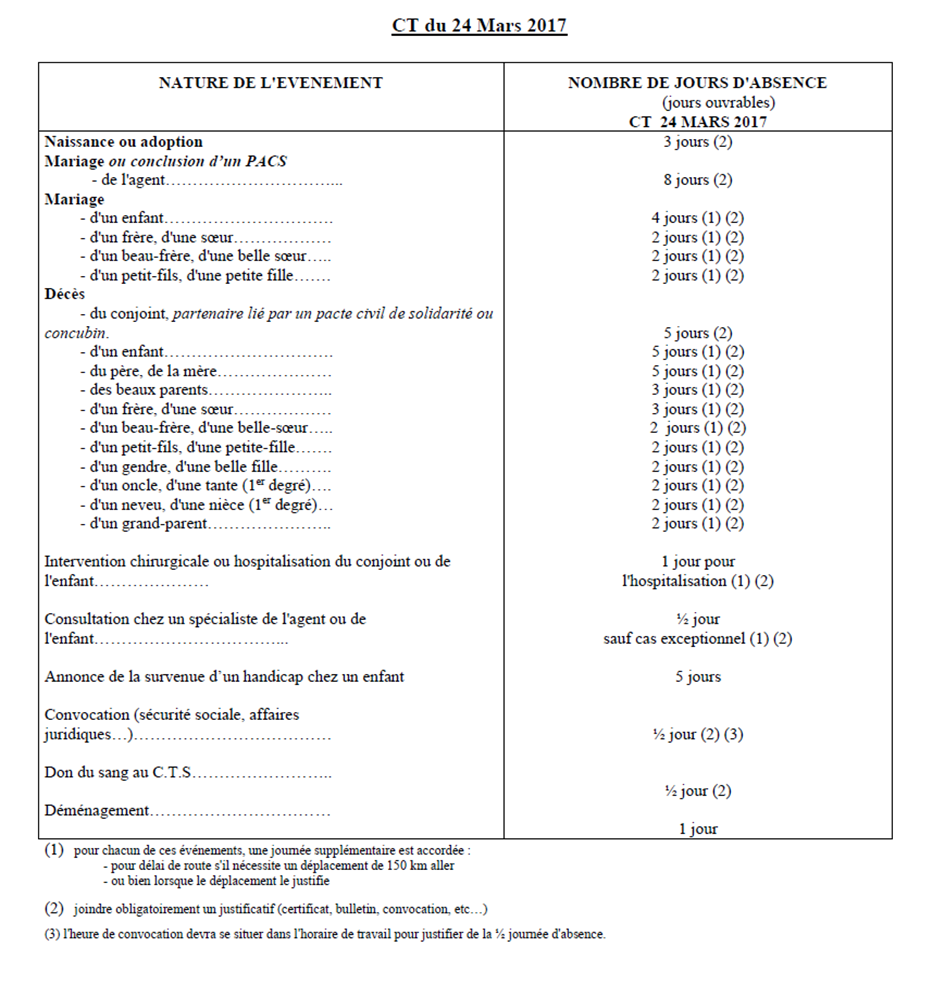 CT du 24 Mars 2017
NATURE DE L'EVENEMENT
NOMBRE DE JOURS D'ABSENCE
(jours ouvrables)
CT 24 MARS 2017
Naissance ou adoption 3 jours (2)
Mariage ou conclusion d'un PACS
- de l'agent…………………………... 8 jours (2)
Mariage
- d'un enfant…………………………. 4 jours (1) (2)
- d'un frère, d'une sœur……………… 2 jours (1) (2)
- d'un beau-frère, d'une belle sœur….. 2 jours (1) (2)
- d'un petit-fils, d'une petite fille……. 2 jours (1) (2)
Décès
- du conjoint, partenaire lié par un pacte civil de solidarité ou
concubin. 5 jours (2)
- d'un enfant…………………………. 5 jours (1) (2)
- du père, de la mère………………… 5 jours (1) (2)
- des beaux parents………………….. 3 jours (1) (2)
- d'un frère, d'une sœur……………… 3 jours (1) (2)
- d'un beau-frère, d'une belle-sœur….. 2 jours (1) (2)
- d'un petit-fils, d'une petite-fille……. 2 jours (1) (2)
- d'un gendre, d'une belle fille………. 2 jours (1) (2)
- d'un oncle, d'une tante (1er degré)…. 2 jours (1) (2)
- d'un neveu, d'une nièce (1er degré)… 2 jours (1) (2)
- d'un grand-parent………………….. 2 jours (1) (2)
Intervention chirurgicale ou hospitalisation du conjoint ou de 1 jour pour
l'enfant………………… l'hospitalisation (1) (2)
Consultation chez un spécialiste de l'agent ou de ½ jour
l'enfant……………………………... sauf cas exceptionnel (1) (2)
Annonce de la survenue d'un handicap chez un enfant 5 jours
Convocation (sécurité sociale, affaires
juridiques…)……………………………… ½ jour (2) (3)
Don du sang au C.T.S……………………..
½ jour (2)
Déménagement……………………………
1 jour
(1) pour chacun de ces événements, une journée supplémentaire est accordée :
- pour délai de route s'il nécessite un déplacement de 150 km aller
- ou bien lorsque le déplacement le justifie
(2) joindre obligatoirement un justificatif (certificat, bulletin, convocation, etc…)
(3) l'heure de convocation devra se situer dans l'horaire de travail pour justifier de la ½ journée d'absence.